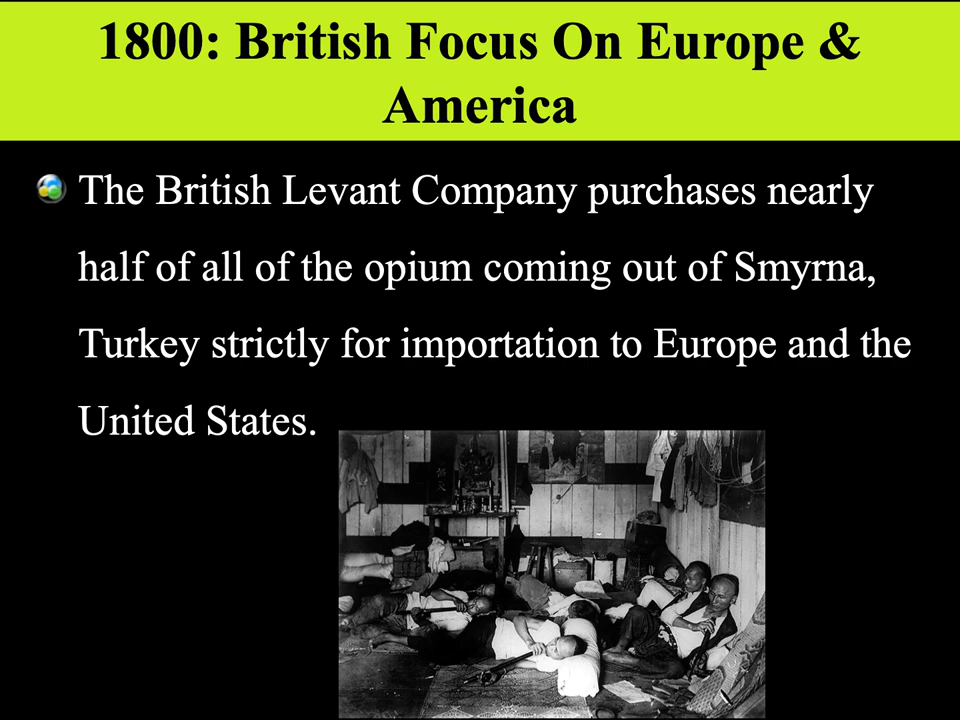 1800: British Focus On Europe &
America
The British Levant Company purchases nearly
half of all of the opium coming out of Smyrna,
Turkey strictly for importation to Europe and the
United States.